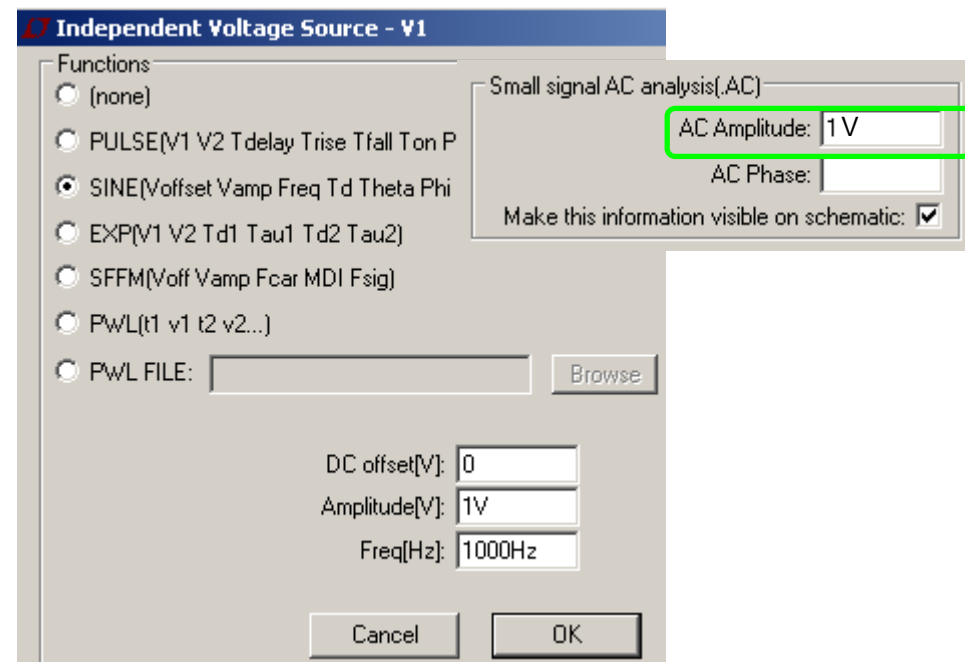 Independent Voltage Source - V1
Functions
(none)
PULSE(V1 V2 Tdelay Trise Tfall Ton P
SINE(Voffset Vamp Freq Td Theta Phi
EXP(V1 V2 Td1 Tau1 Td2 Tau2)
SFFM(Voff Vamp Fcar MDI Fsig)
PWL(t1 v1 t2 v2...)
PWL FILE:
Browse
DC offset[V]: 0
Amplitude[V]: 1V
Freq[Hz]: 1000Hz
Cancel
OK
Small signal AC analysis(.AC)
AC Amplitude: 1V
AC Phase:
Make this information visible on schematic: